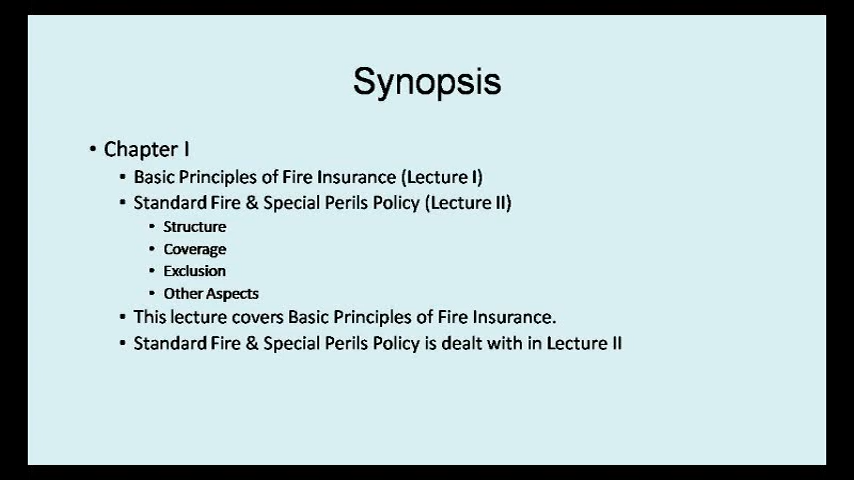 Synopsis
• Chapter I
• Basic Principles of Fire Insurance (Lecture I)
• Standard Fire & Special Perils Policy (Lecture II)
• Structure
• Coverage
• Exclusion
• Other Aspects
• This lecture covers Basic Principles of Fire Insurance.
• Standard Fire & Special Perils Policy is dealt with in Lecture II